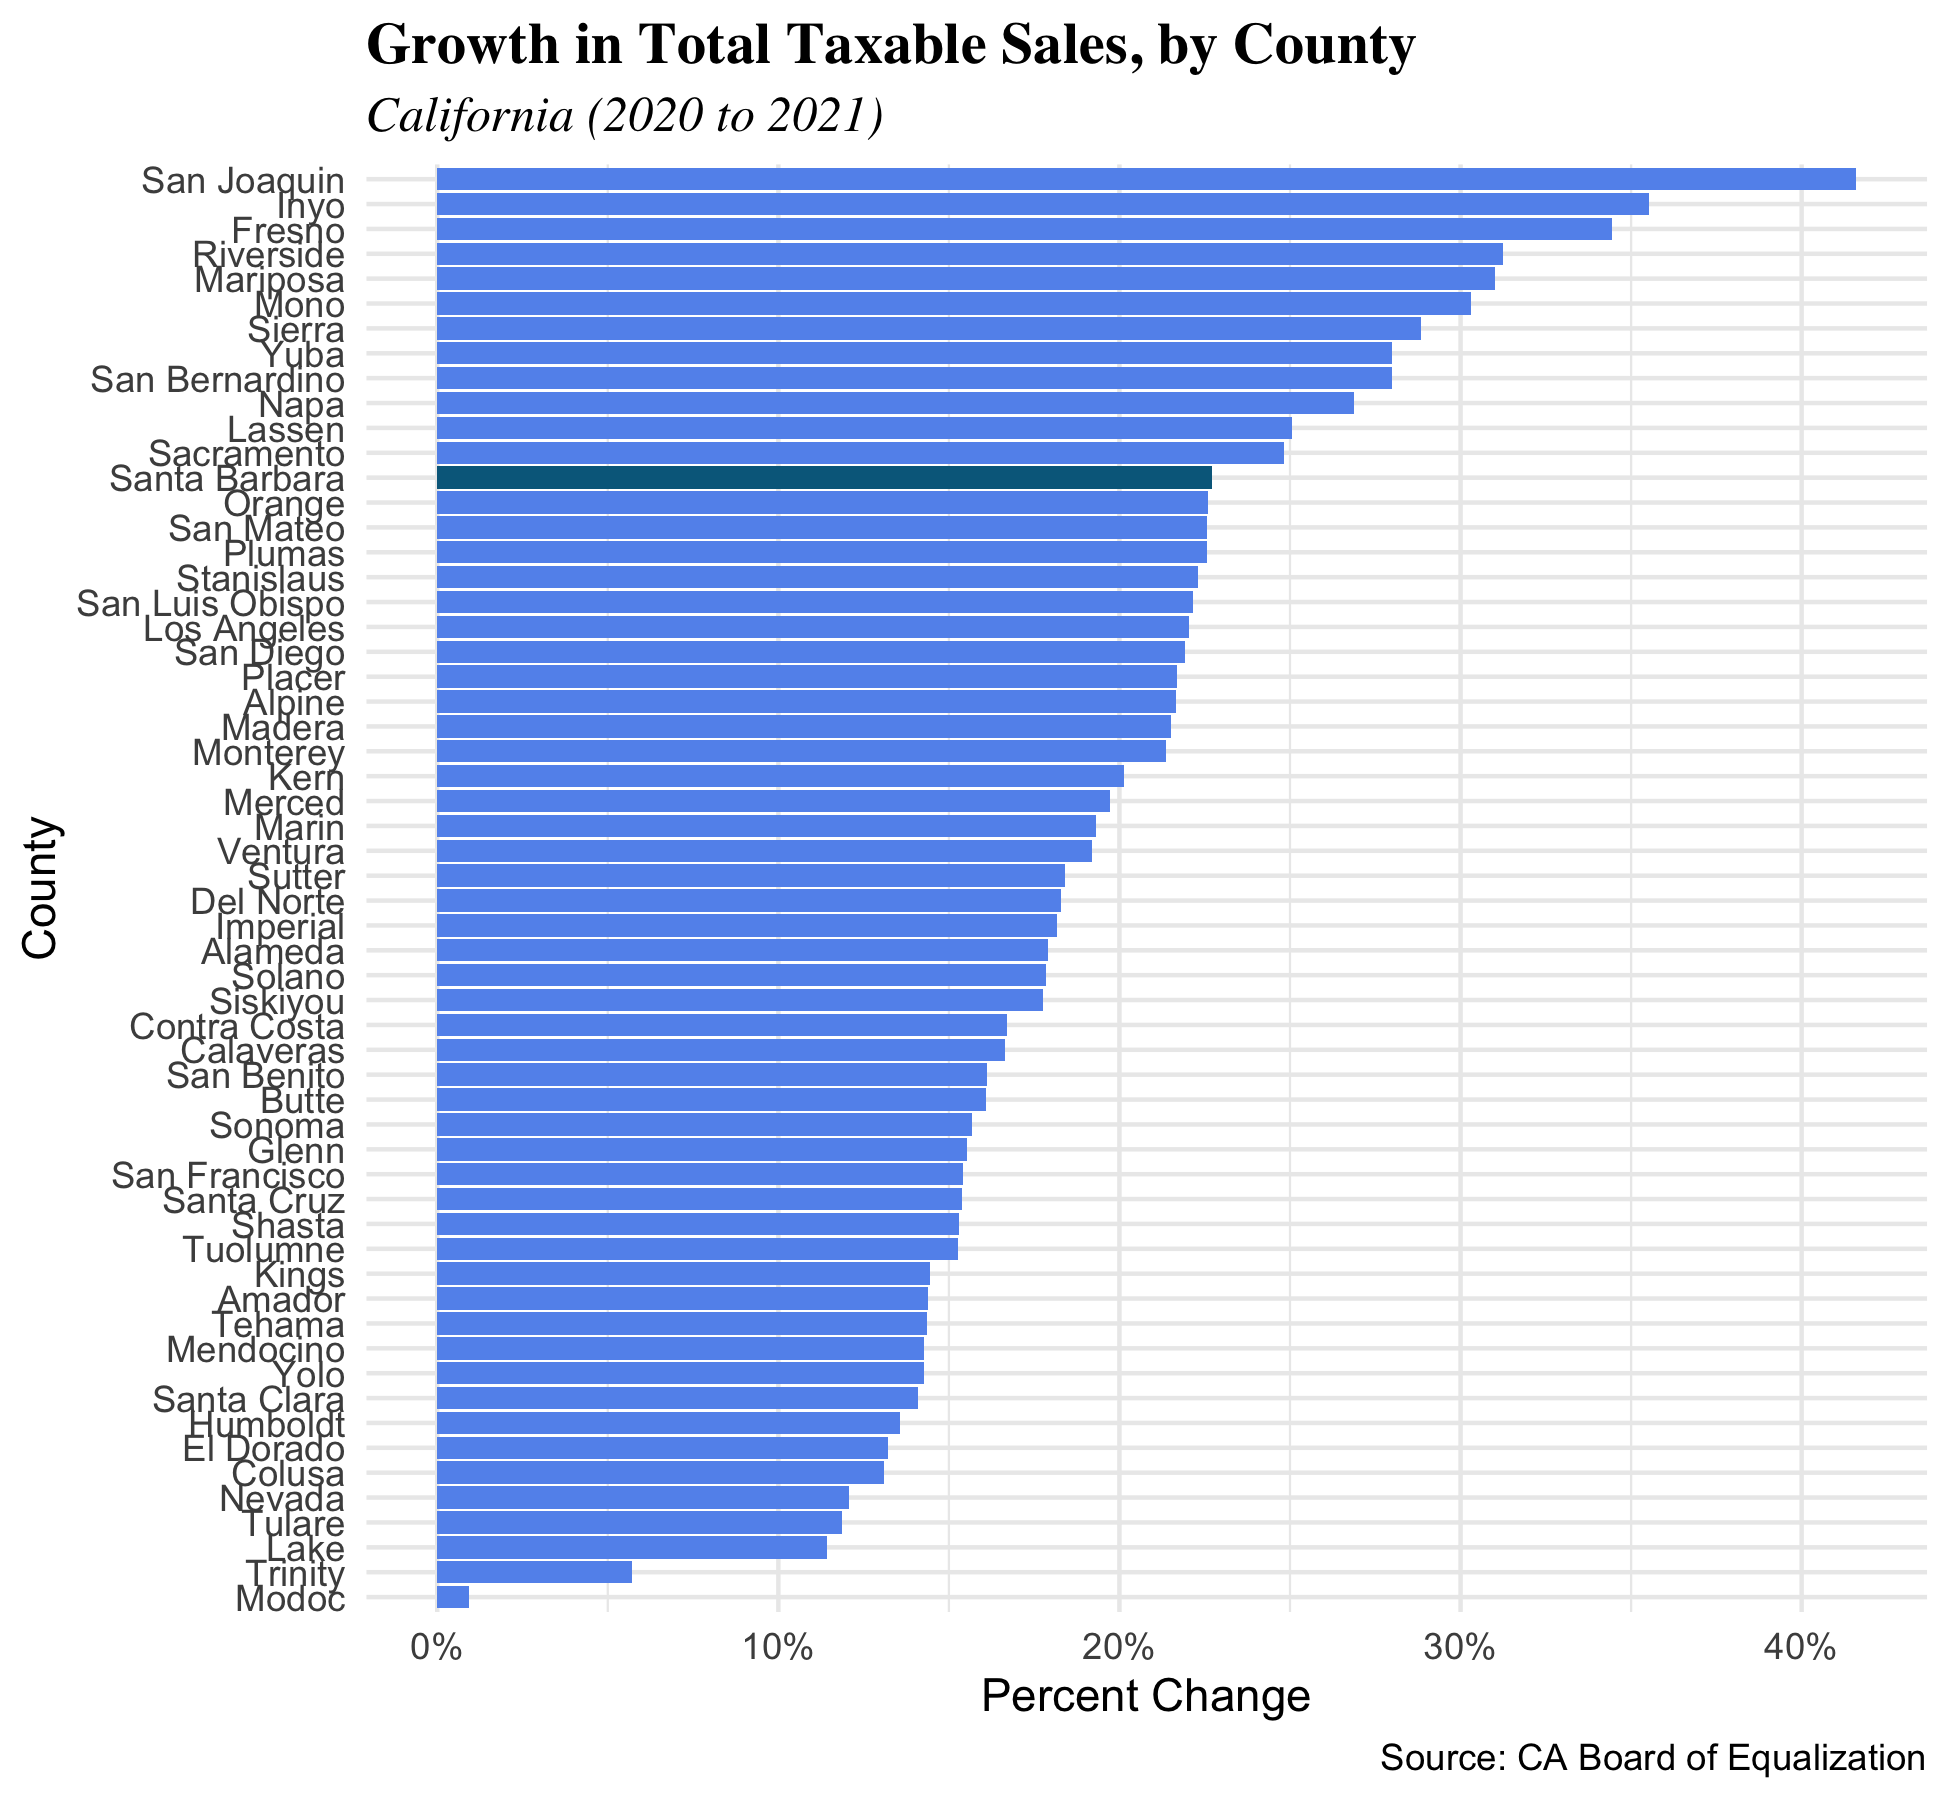 Growth in Total Taxable Sales, by County
California (2020 to 2021)
County
San Joaquin
Inyo
Fresno
Riverside
Mariposa
Mono
Sierra
Yuba
San Bernardino
Napa
Lassen
Sacramento
Santa Barbara
Orange
San Mateo
Plumas
Stanislaus
San Luis Obispo
Los Angeles
San Diego
Placer
Alpine
Madera
Monterey
Kern
Merced
Marin
Ventura
Sutter
Del Norte
Imperial
Alameda
Solano
Siskiyou
Contra Costa
Calaveras
San Benito
Butte
Sonoma
Glenn
San Francisco
Santa Cruz
Shasta
Tuolumne
Kings
Amador
Tehama
Mendocino
Yolo
Santa Clara
Humboldt
El Dorado
Colusa
Nevada
Tulare
Lake
Trinity
Modoc
0% 10% 20% 30% 40%
Percent Change
Source: CA Board of Equalization